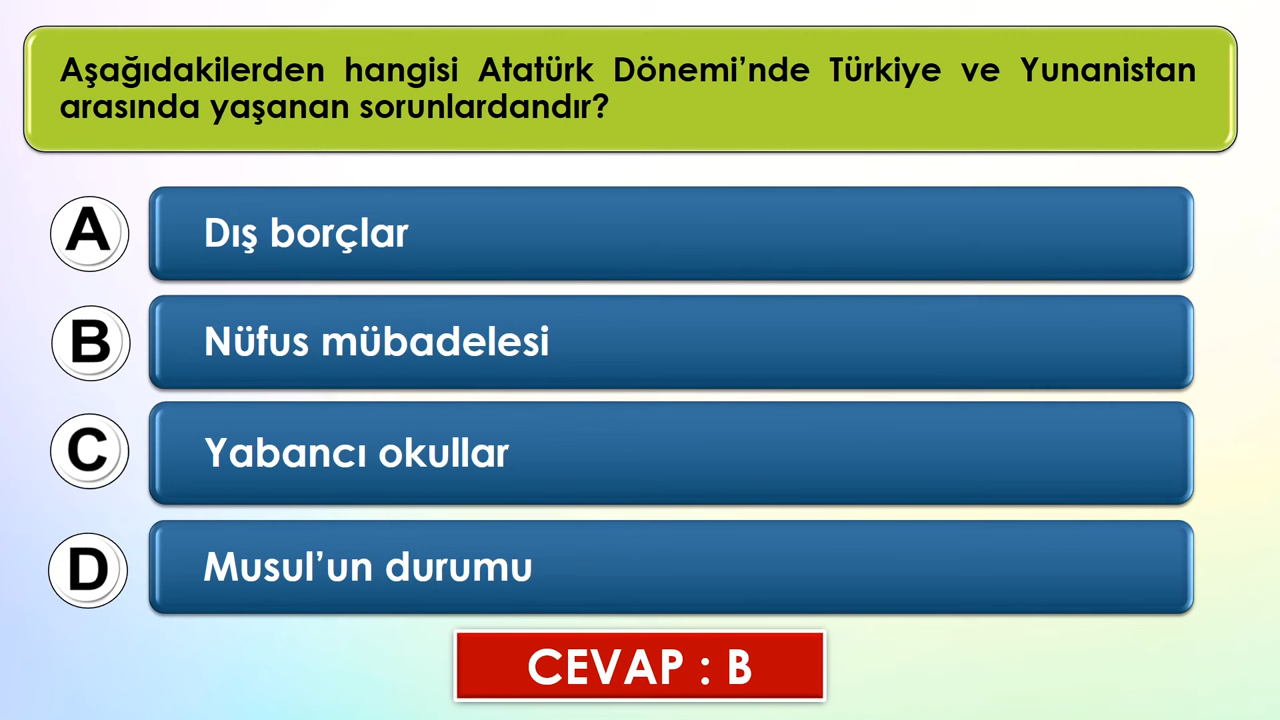 Aşağıdakilerden hangisi Atatürk Dönemi’nde Türkiye ve Yunanistan
arasında yaşanan sorunlardandır?
A Dış borçlar
B Nüfus mübadelesi
C Yabancı okullar
D Musul’un durumu
CEVAP : B